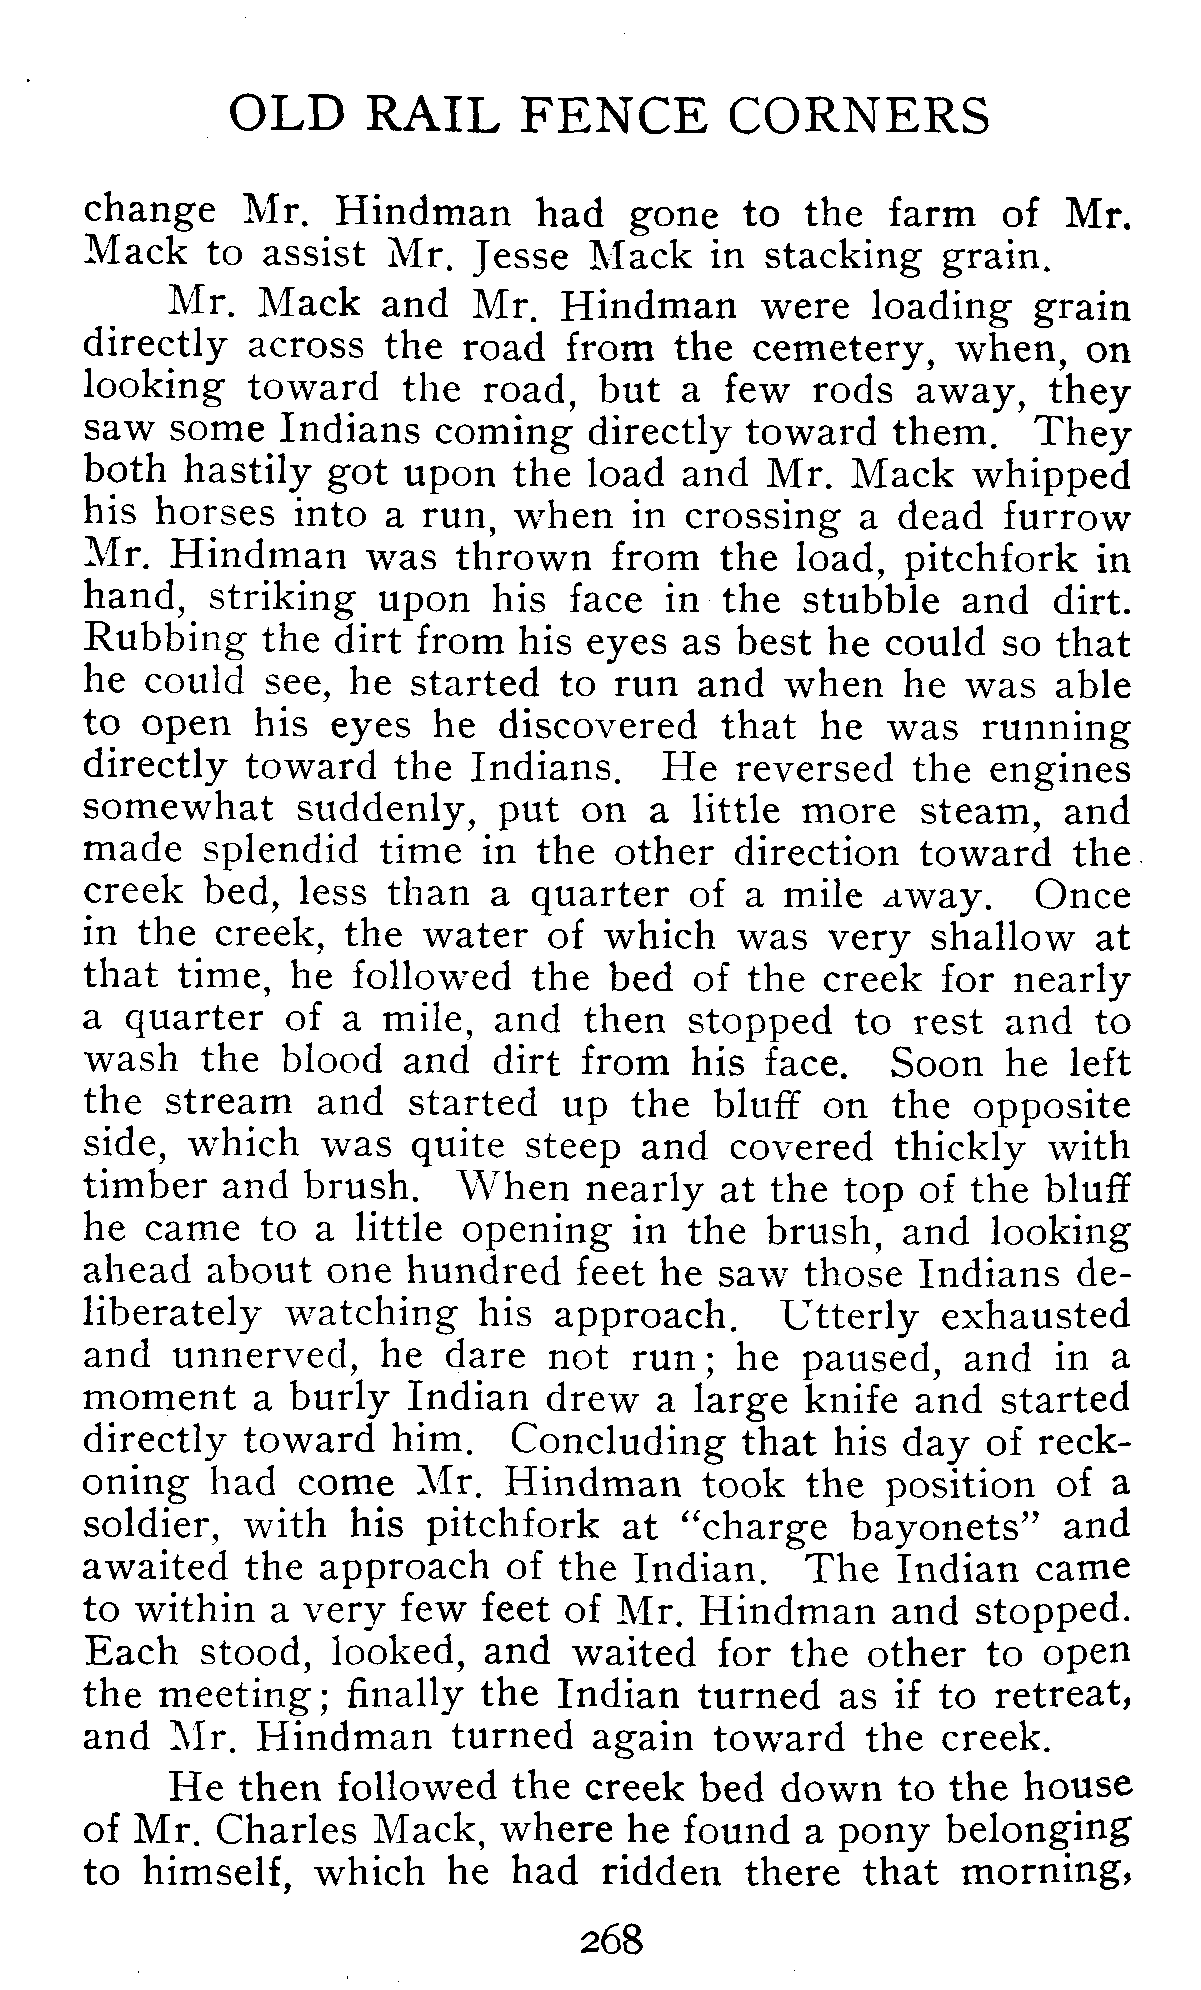 OLD RAIL FENCE CORNERS
change Mr. Hindman had gone to the farm of Mr.
Mack to assist Mr. Jesse Mack in stacking grain.
Mr. Mack and Mr. Hindman were loading grain
directly across the road from the cemetery, when, on
looking toward the road, but a few rods away, they
saw some Indians coming directly toward them. They
both hastily got upon the load and Mr. Mack whipped
his horses into a run, when in crossing a dead furrow
Mr. Hindman was thrown from the load, pitchfork in
hand, striking upon his face in the stubble and dirt.
Rubbing the dirt from his eyes as best he could so that
he could see, he started to run and when he was able
to open his eyes he discovered that he was running
directly toward the Indians. He reversed the engines
somewhat suddenly, put on a little more steam, and
made splendid time in the other direction toward the
creek bed, less than a quarter of a mile away. Once
in the creek, the water of which was very shallow at
that time, he followed the bed of the creek for nearly
a quarter of a mile, and then stopped to rest and to
wash the blood and dirt from his face. Soon he left
the stream and started up the bluff on the opposite
side, which was quite steep and covered thickly with
timber and brush. When nearly at the top of the bluff
he came to a little opening in the brush, and looking
ahead about one hundred feet he saw those Indians de-
liberately watching his approach. Utterly exhausted
and unnerved, he dare not run; he paused, and in a
moment a burly Indian drew a large knife and started
directly toward him. Concluding that his day of reck-
oning had come Mr. Hindman took the position of a
soldier, with his pitchfork at "charge bayonets" and
awaited the approach of the Indian. The Indian came
to within a very few feet of Mr. Hindman and stopped.
Each stood, looked, and waited for the other to open
the meeting; finally the Indian turned as if to retreat,
and Mr. Hindman turned again toward the creek.
He then followed the creek bed down to the house
of Mr. Charles Mack, where he found a pony belonging
to himself, which he had ridden there that morning,
268